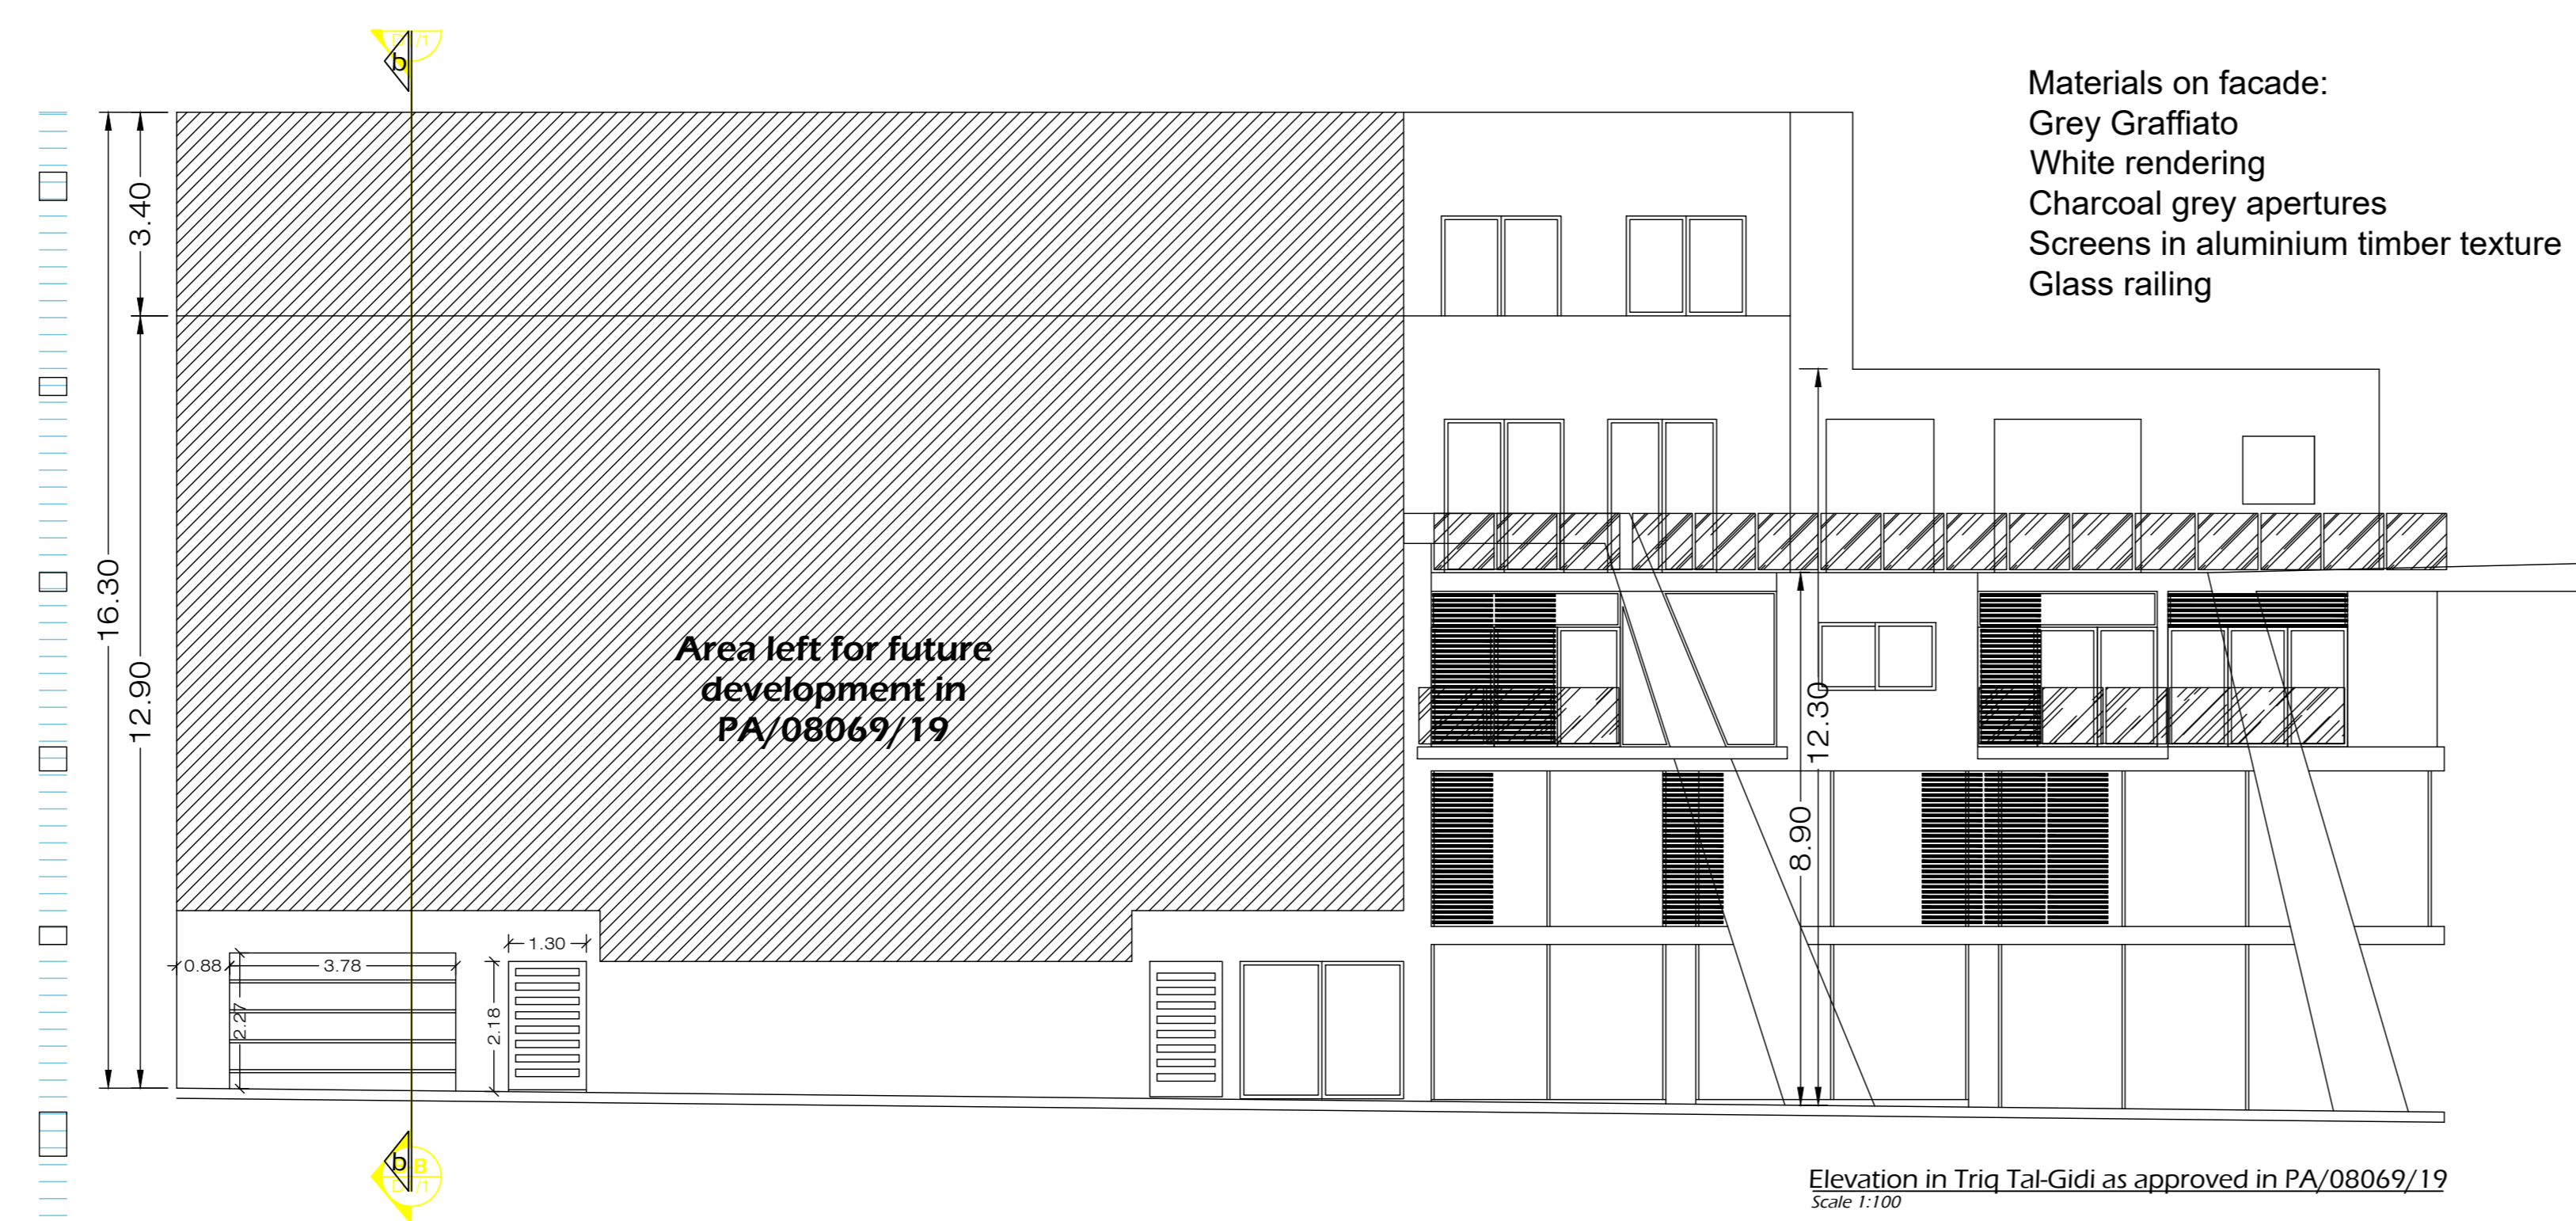 b
Materials on facade:
Grey Graffiato
White rendering
Charcoal grey apertures
Screens in aluminium timber texture
Glass railing
3.40
16.30
12.90
Area left for future
development in
PA/08069/19
12.30
8.90
0.88
3.78
2.27
1.30
2.18
b
B
Elevation in Triq Tal-Gidi as approved in PA/08069/19
Scale 1:100